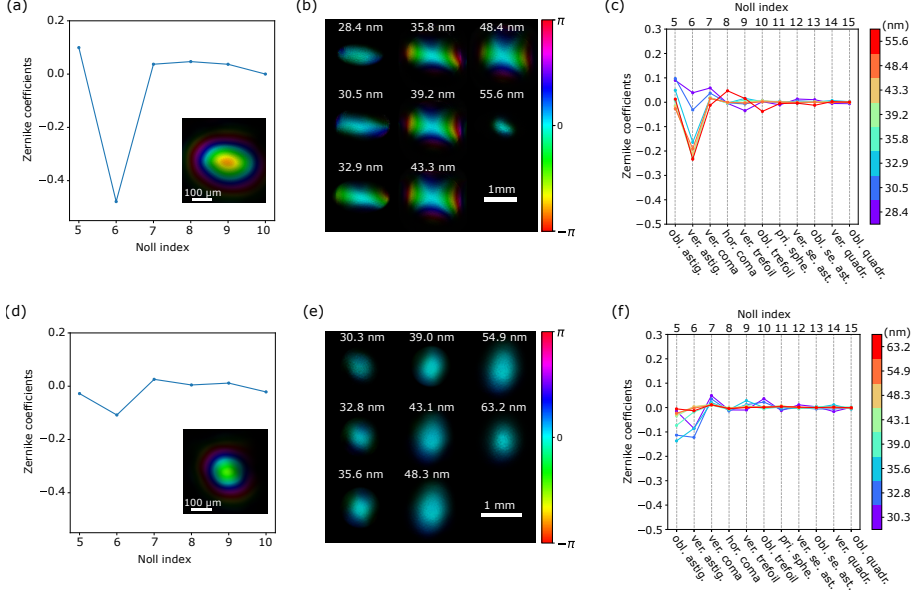 (a)
0.2
0.0
−0.2
−0.4
Zernike coefficients
5 6 7 8 9 10
Noll index
100 μm
(b)
28.4 nm 35.8 nm 48.4 nm
30.5 nm 39.2 nm 55.6 nm
32.9 nm 43.3 nm
1mm
π
0
−π
(c)
Noll index
5 6 7 8 9 10 11 12 13 14 15
0.3
0.2
0.1
0.0
−0.1
−0.2
−0.3
−0.4
−0.5
Zernike coefficients
obl. astig.
ver. astig.
ver. coma
hor. coma
ver. trefoil
obl. trefoil
pri. sphe.
ver. se. ast.
obl. se. ast.
ver. quadr.
obl. quadr.
(nm)
55.6
48.4
43.3
39.2
35.8
32.9
30.5
28.4
(d)
0.2
0.0
−0.2
−0.4
Zernike coefficients
5 6 7 8 9 10
Noll index
100 μm
(e)
30.3 nm 39.0 nm 54.9 nm
32.8 nm 43.1 nm 63.2 nm
35.6 nm 48.3 nm
1 mm
π
0
−π
(f)
Noll index
5 6 7 8 9 10 11 12 13 14 15
0.3
0.2
0.1
0.0
−0.1
−0.2
−0.3
−0.4
−0.5
Zernike coefficients
obl. astig.
ver. astig.
ver. coma
hor. coma
ver. trefoil
obl. trefoil
pri. sphe.
ver. se. ast.
obl. se. ast.
ver. quadr.
obl. quadr.
(nm)
63.2
54.9
48.3
43.1
39.0
35.6
32.8
30.3